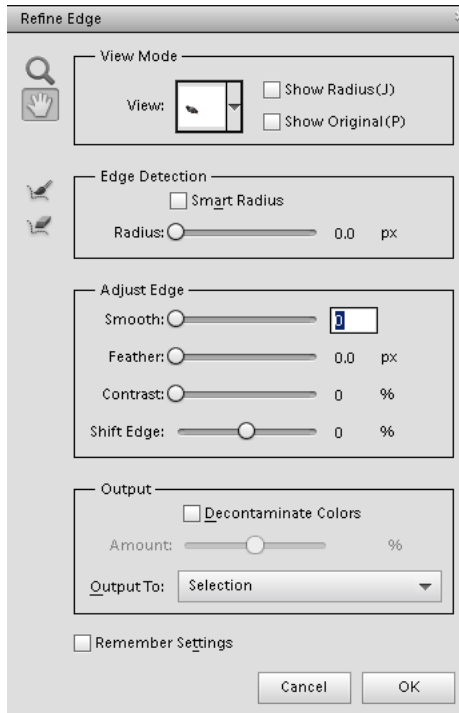 Refine Edge
View Mode
View:
Show Radius(J)
Show Original(P)
Edge Detection
Smart Radius
Radius: 0.0 px
Adjust Edge
Smooth: 0
Feather: 0.0 px
Contrast: 0 %
Shift Edge: 0 %
Output
Decontaminate Colors
Amount: %
Output To: Selection
Remember Settings
Cancel OK